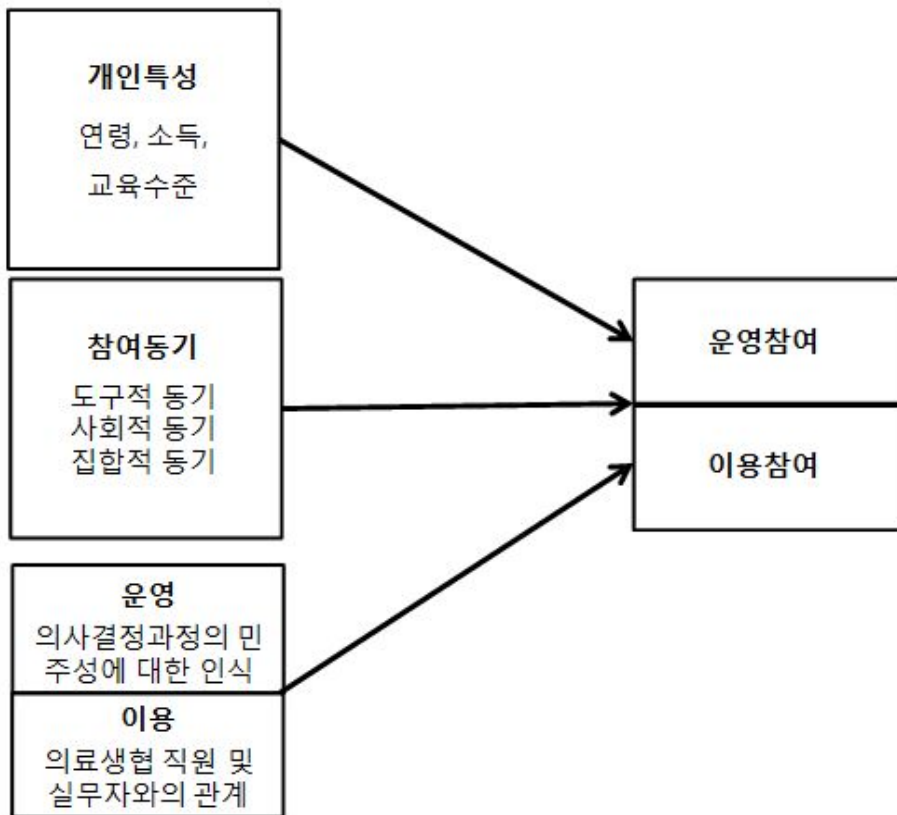 개인특성
연령, 소득,
교육수준
참여동기
도구적 동기
사회적 동기
집합적 동기
운영
의사결정과정의 민
주성에 대한 인식
이용
의료생협 직원 및
실무자와의 관계
운영참여
이용참여